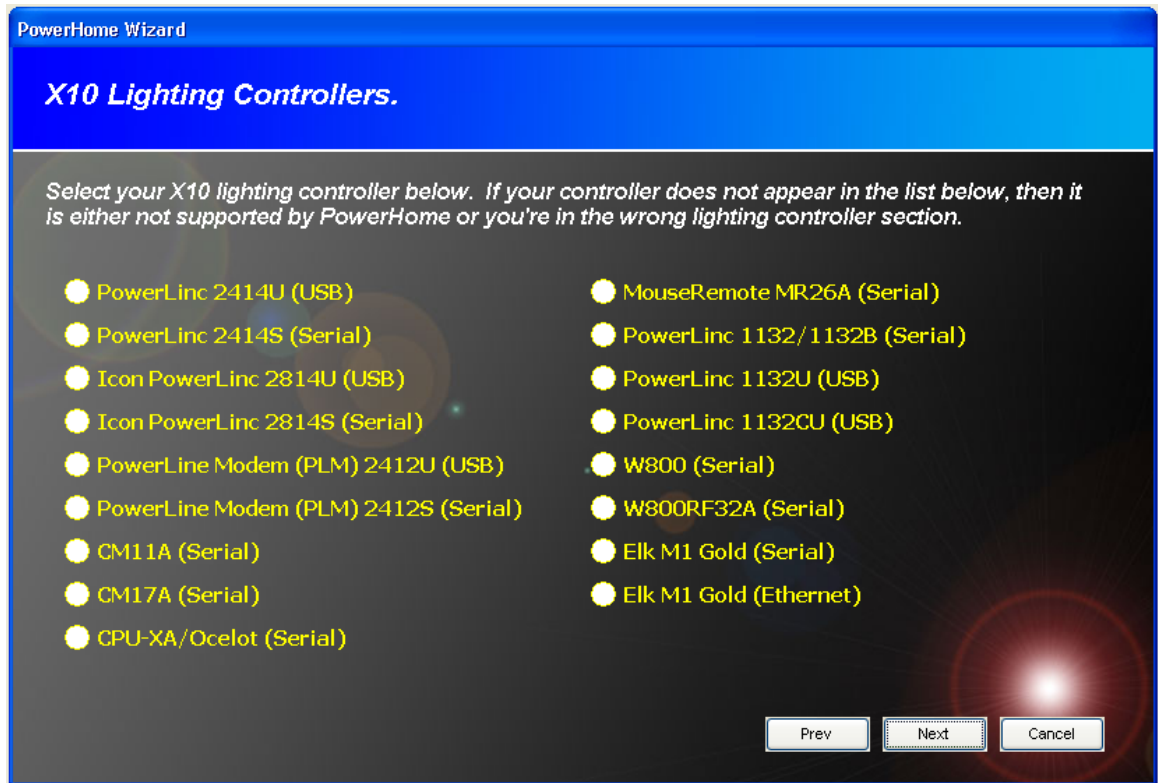 PowerHome Wizard
X10 Lighting Controllers.
Select your X10 lighting controller below.  If your controller does not appear in the list below, then it
is either not supported by PowerHome or you're in the wrong lighting controller section.
PowerLinc 2414U (USB)
PowerLinc 2414S (Serial)
Icon PowerLinc 2814U (USB)
Icon PowerLinc 2814S (Serial)
PowerLine Modem (PLM) 2412U (USB)
PowerLine Modem (PLM) 2412S (Serial)
CM11A (Serial)
CM17A (Serial)
CPU-XA/Ocelot (Serial)
MouseRemote MR26A (Serial)
PowerLinc 1132/1132B (Serial)
PowerLinc 1132U (USB)
PowerLinc 1132CU (USB)
W800 (Serial)
W800RF32A (Serial)
Elk M1 Gold (Serial)
Elk M1 Gold (Ethernet)
Prev Next Cancel